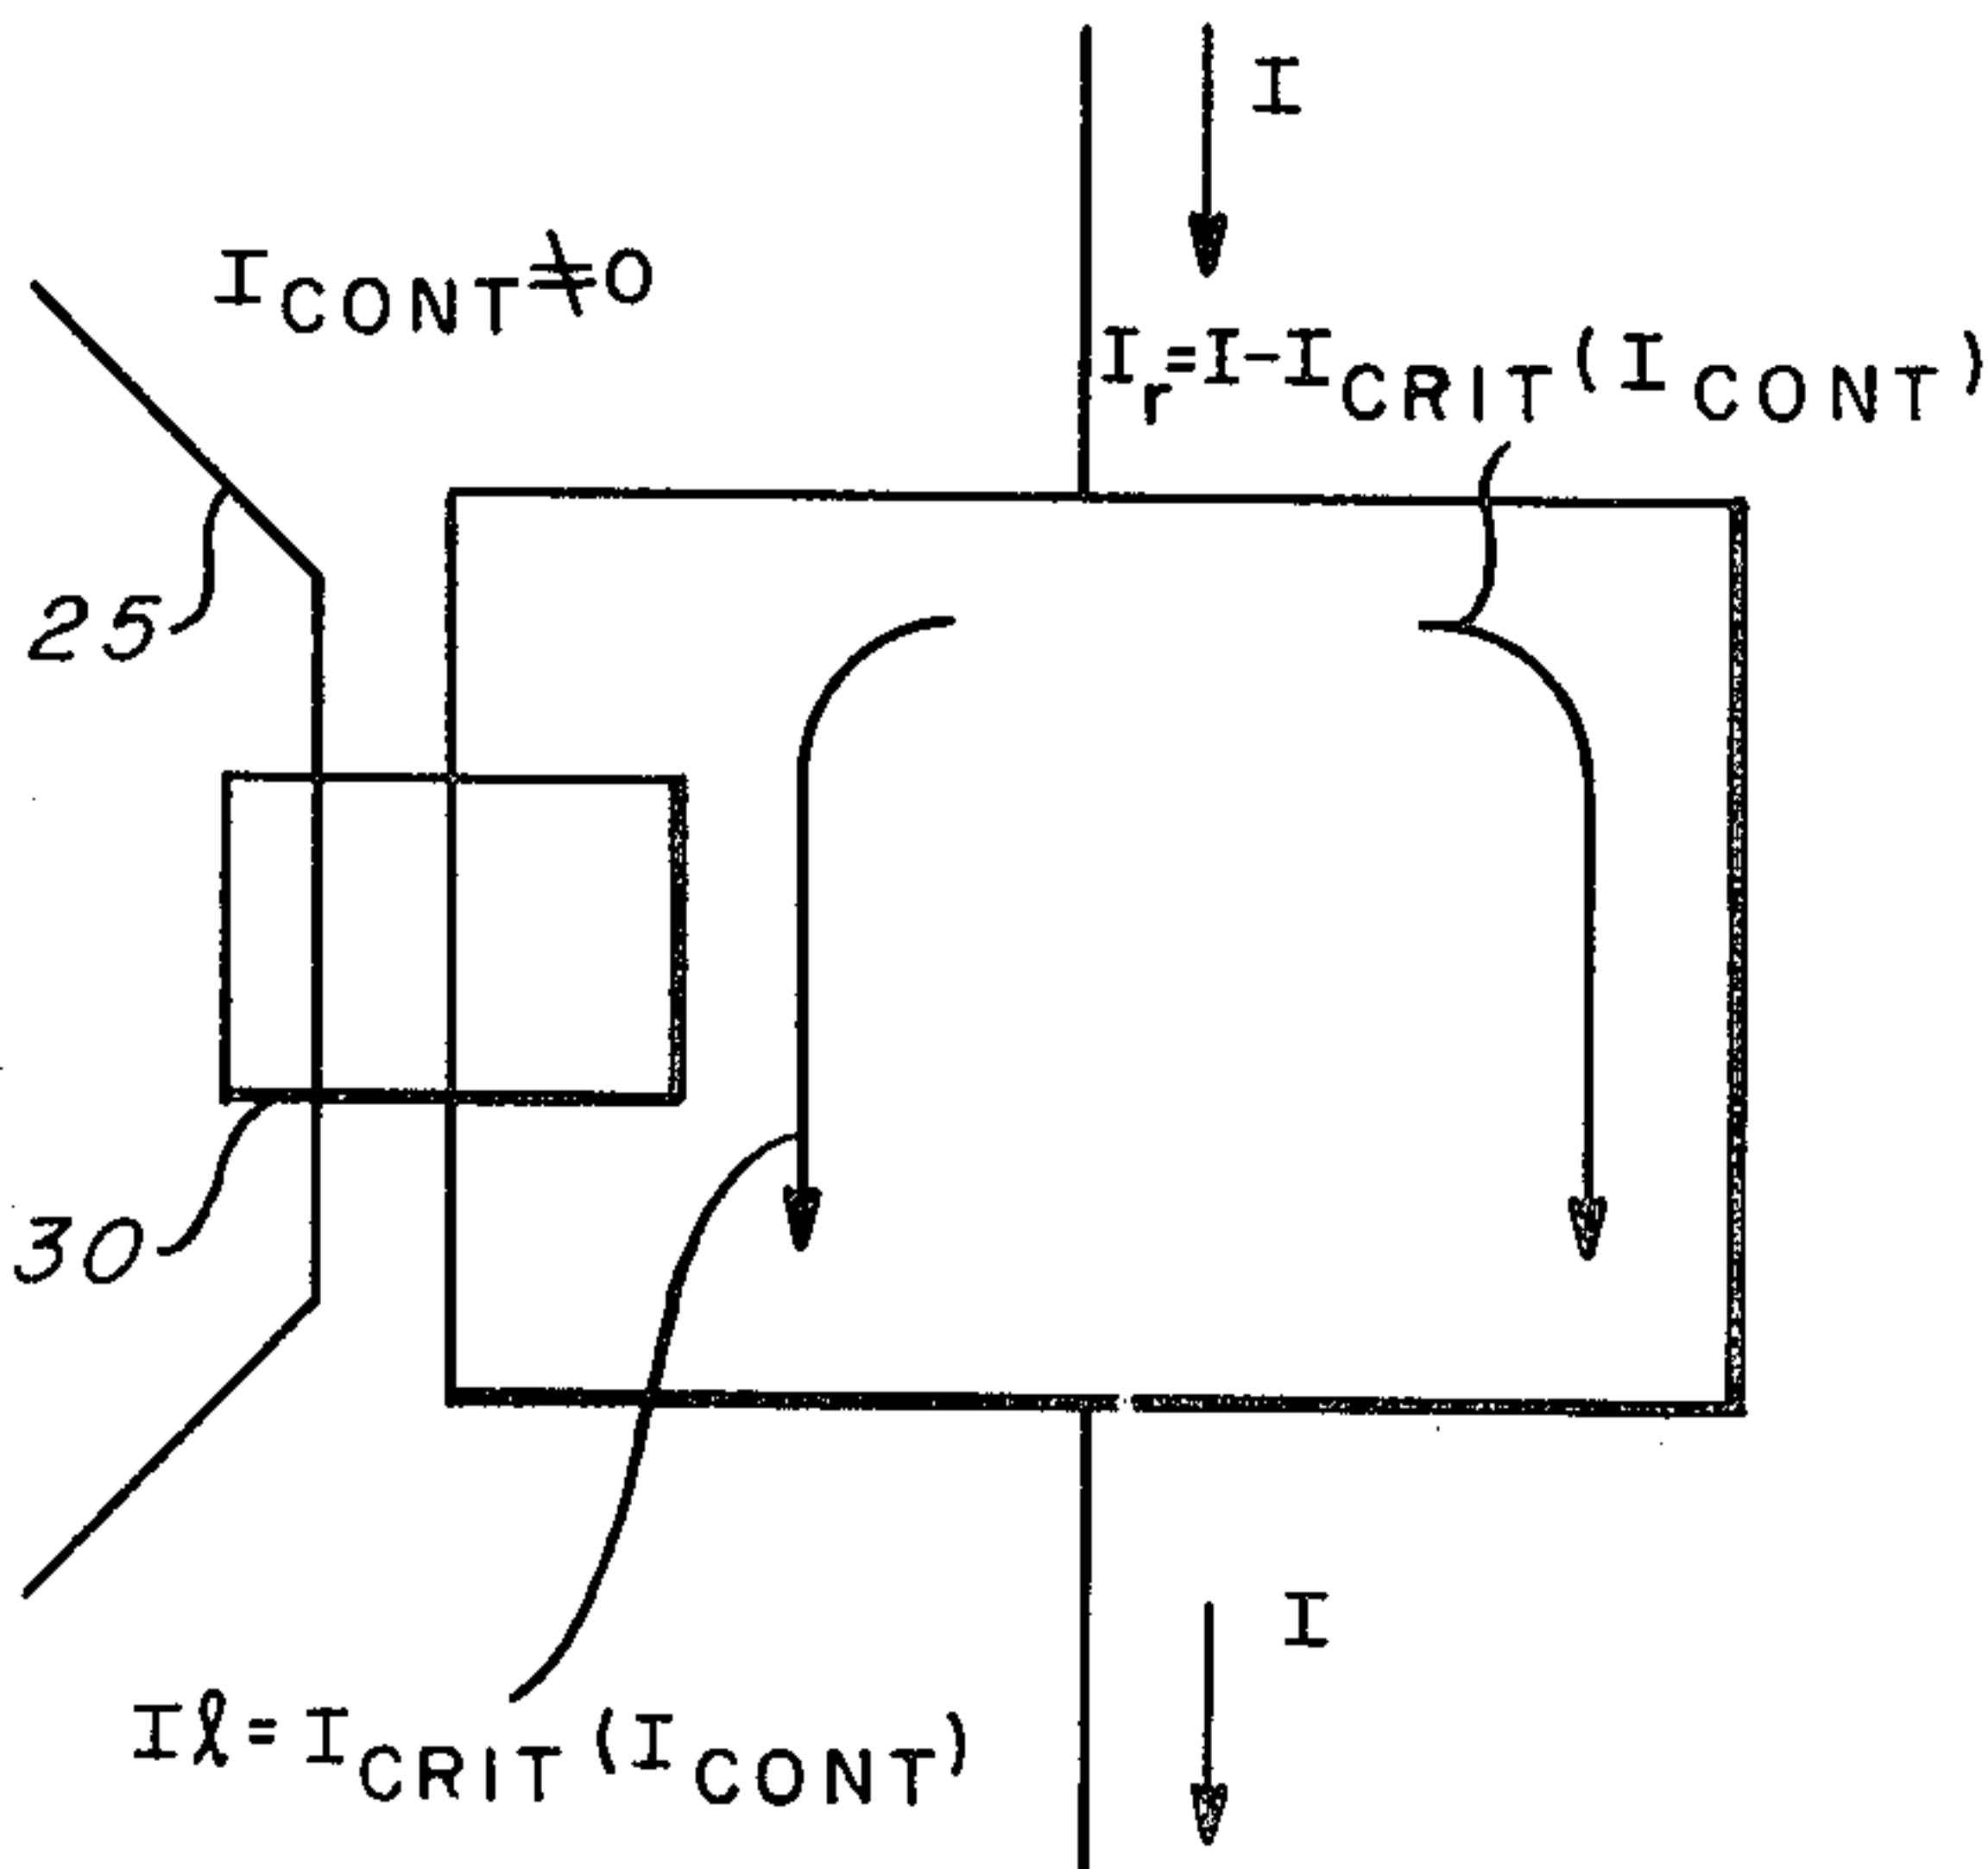 I
I_CONT≠0
I_r=I-I_CRIT(I_CONT)
25
30
I
Iℓ=I_CRIT(I_CONT)